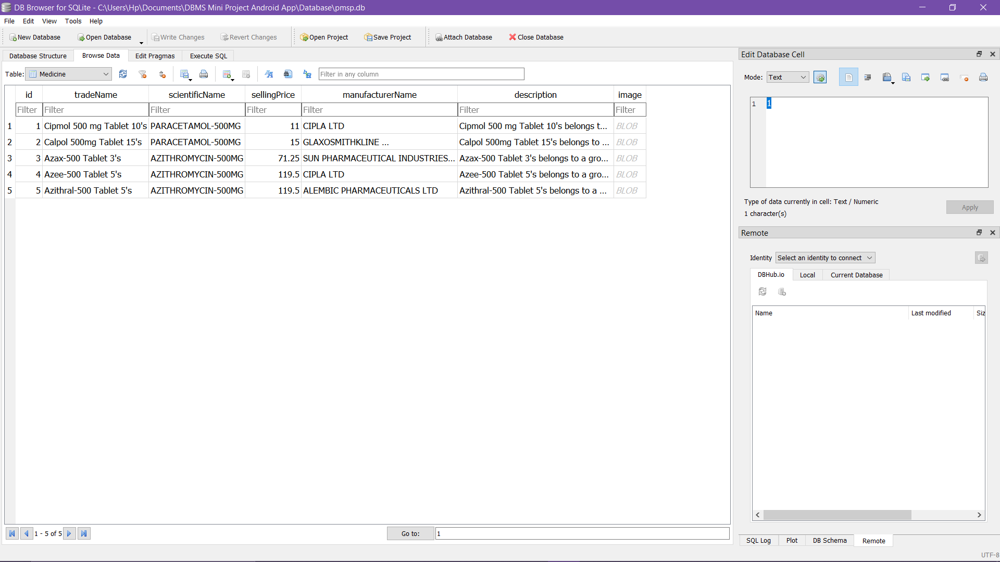 DB Browser for SQLite - C:\Users\Hp\Documents\DBMS Mini Project Android App\Database\pmsp.db
File Edit View Tools Help
New Database Open Database Write Changes Revert Changes Open Project Save Project Attach Database Close Database
Database Structure Browse Data Edit Pragmas Execute SQL
Table: Medicine Filter in any column
id tradeName scientificName sellingPrice manufacturerName description image
Filter Filter Filter Filter Filter Filter Filter
1 1 Cipmol 500 mg Tablet 10's PARACETAMOL-500MG 11 CIPLA LTD Cipmol 500 mg Tablet 10's belongs t... BLOB
2 2 Calpol 500mg Tablet 15's PARACETAMOL-500MG 15 GLAXOSMITHKLINE ... Calpol 500mg Tablet 15's belongs to ... BLOB
3 3 Azax-500 Tablet 3's AZITHROMYCIN-500MG 71.25 SUN PHARMACEUTICAL INDUSTRIES... Azax-500 Tablet 3's belongs to a gro... BLOB
4 4 Azee-500 Tablet 5's AZITHROMYCIN-500MG 119.5 CIPLA LTD Azee-500 Tablet 5's belongs to a gro... BLOB
5 5 Azithral-500 Tablet 5's AZITHROMYCIN-500MG 119.5 ALEMBIC PHARMACEUTICALS LTD Azithral-500 Tablet 5's belongs to a ... BLOB
1 - 5 of 5 Go to: 1
Edit Database Cell
Mode: Text
1 1
Type of data currently in cell: Text / Numeric
1 character(s)
Apply
Remote
Identity Select an identity to connect
DBHub.io Local Current Database
Name Last modified Siz
SQL Log Plot DB Schema Remote
UTF-8